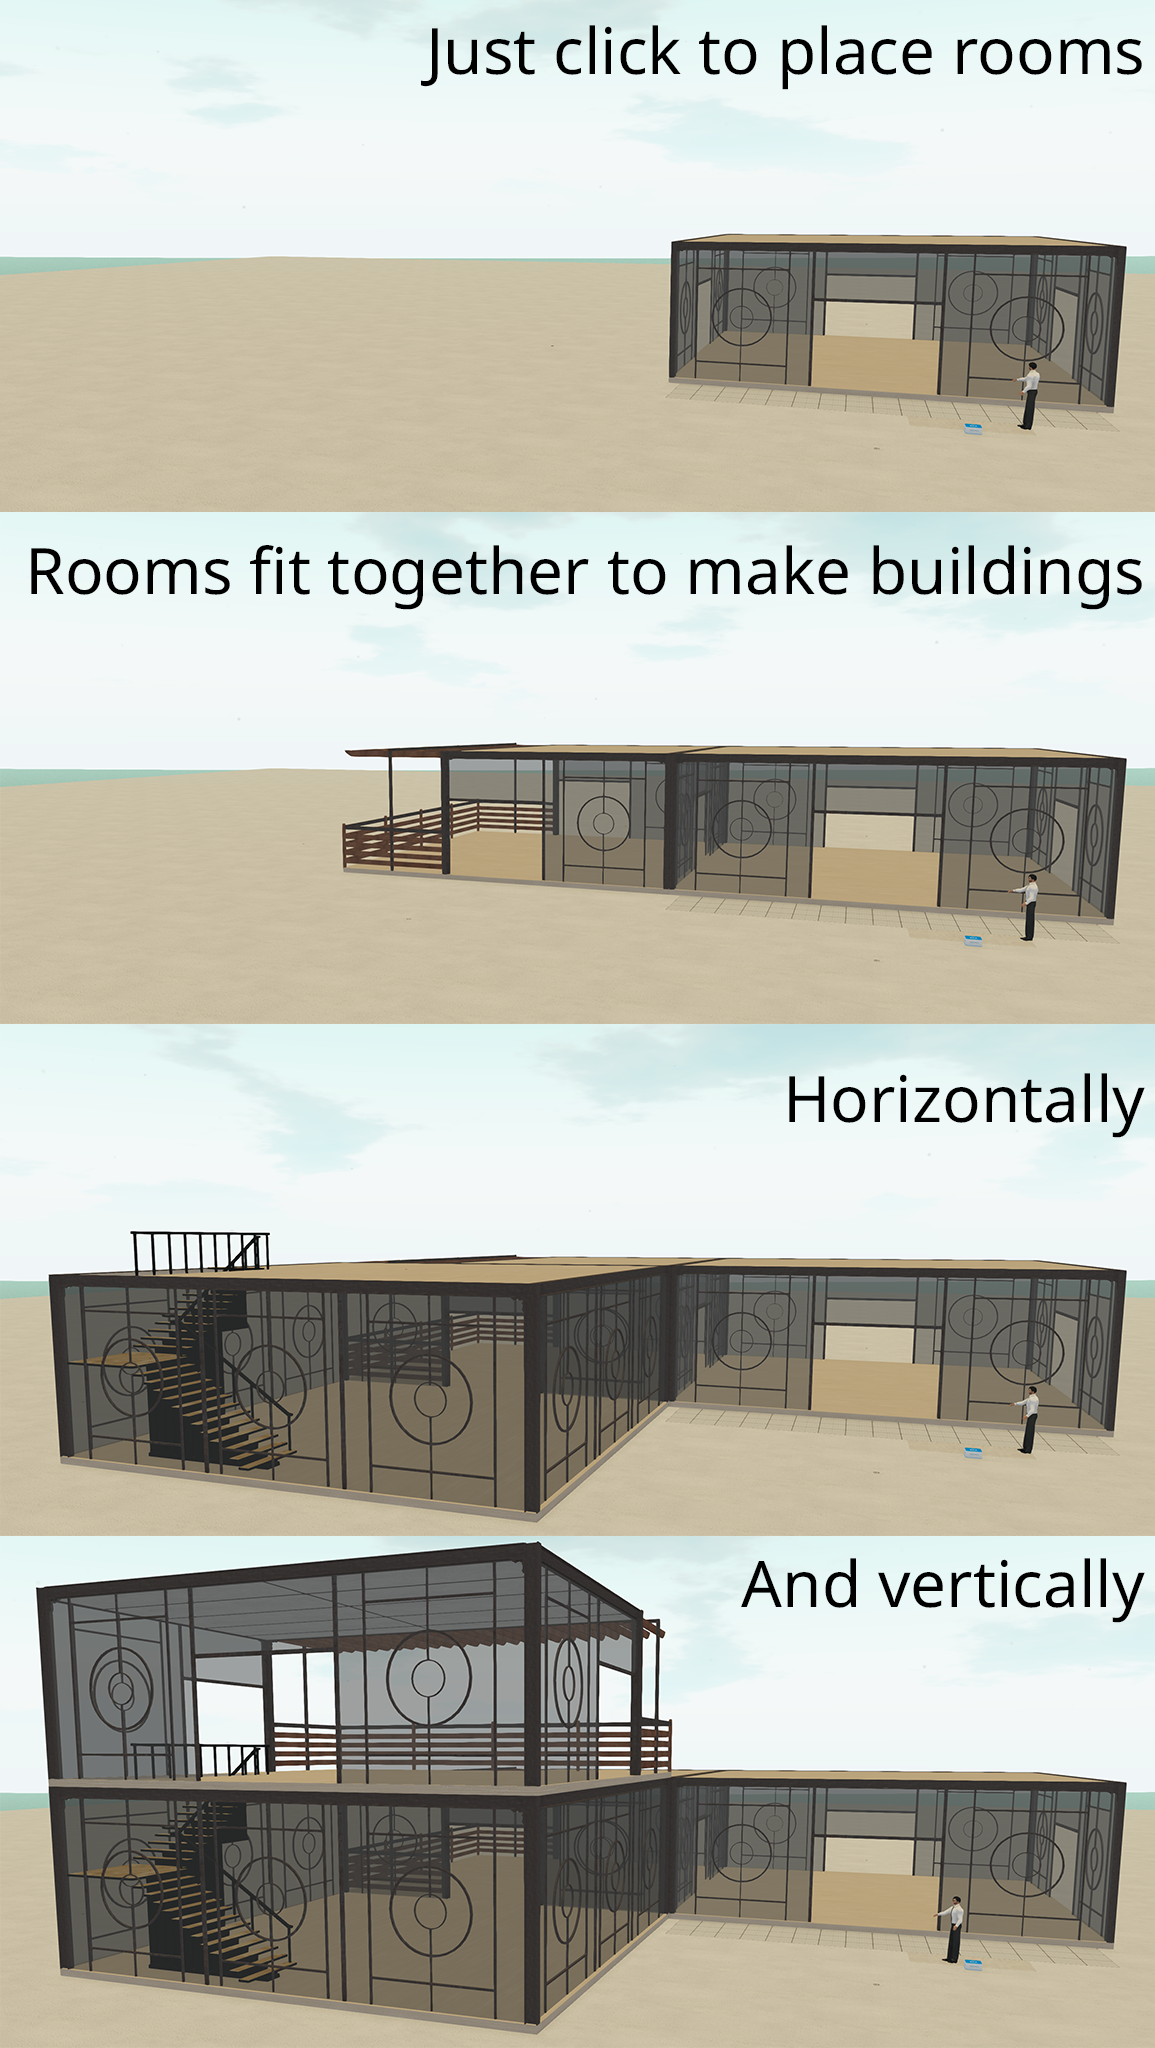 Just click to place rooms
Rooms fit together to make buildings
Horizontally
And vertically